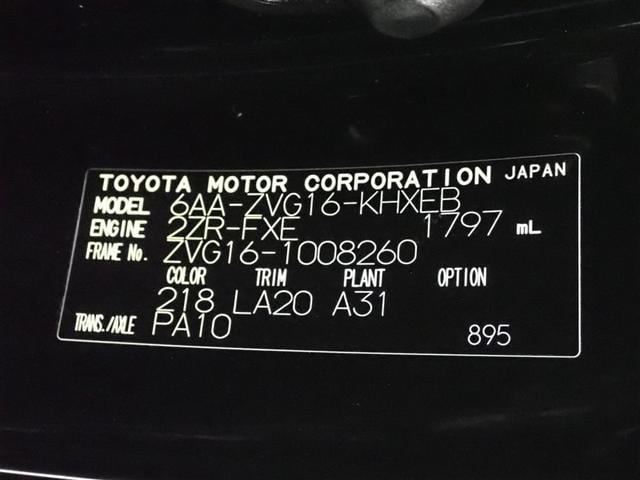 TOYOTA MOTOR CORPORATION JAPAN
MODEL 6AA-ZVG16-KHXEB
ENGINE 2ZR-FXE 1797 mL
FRAME No. ZVG16-1008260
COLOR TRIM PLANT OPTION
218 LA20 A31
TRANS./AXLE PA10 895